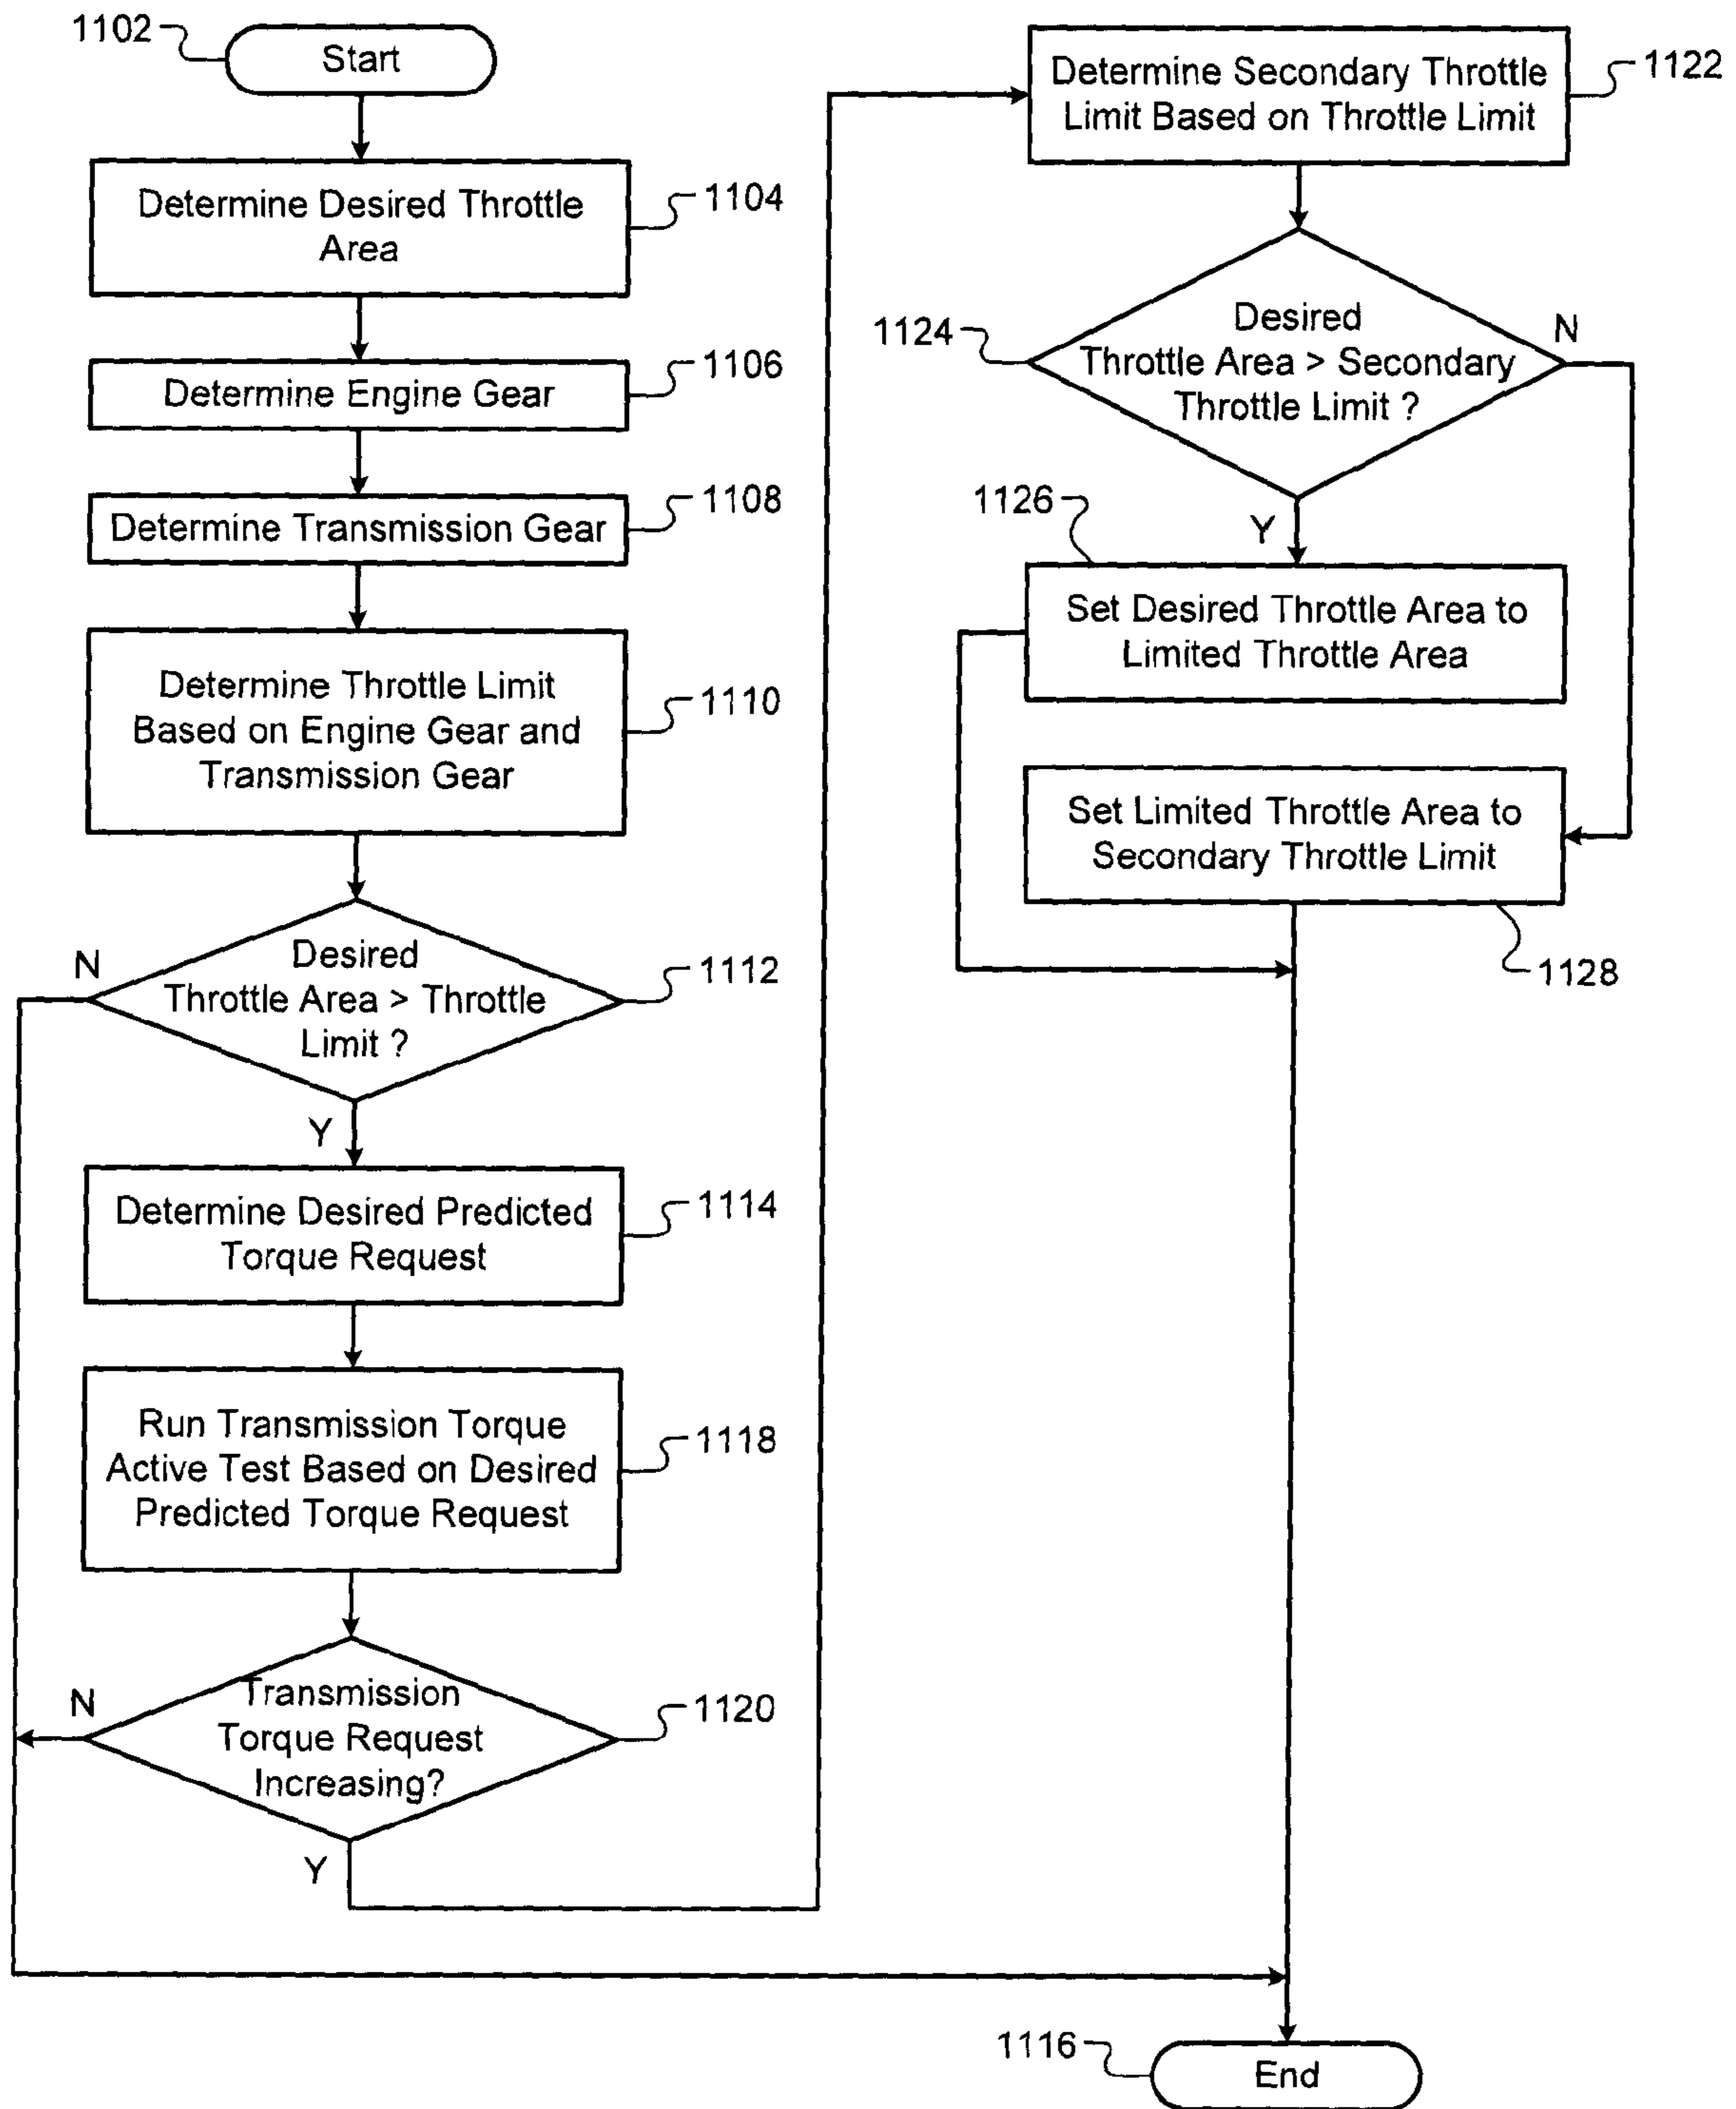 1102
Start
Determine Desired Throttle
Area
1104
Determine Engine Gear
1106
Determine Transmission Gear
1108
Determine Throttle Limit
Based on Engine Gear and
Transmission Gear
1110
Desired
Throttle Area > Throttle
Limit ?
N
1112
Y
Determine Desired Predicted
Torque Request
1114
Run Transmission Torque
Active Test Based on Desired
Predicted Torque Request
1118
Transmission
Torque Request
Increasing?
N
1120
Y
Determine Secondary Throttle
Limit Based on Throttle Limit
1122
1124
Desired
Throttle Area > Secondary
Throttle Limit ?
N
Y
1126
Set Desired Throttle Area to
Limited Throttle Area
Set Limited Throttle Area to
Secondary Throttle Limit
1128
1116
End